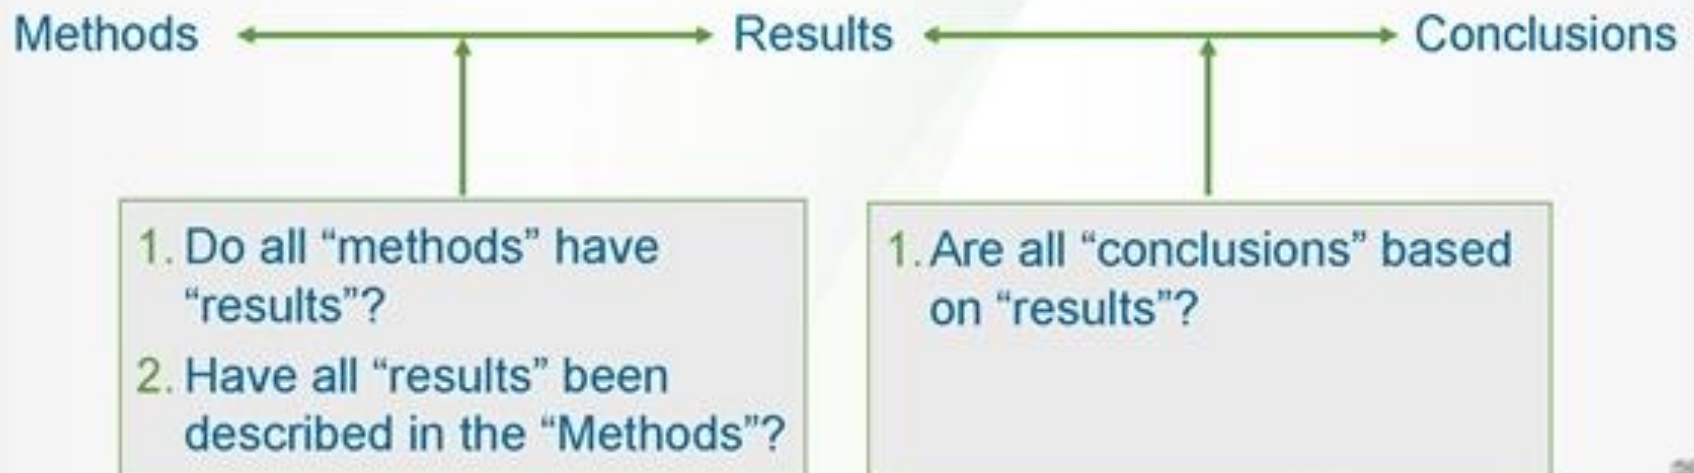 Methods Results Conclusions
1. Do all “methods” have
“results”?
2. Have all “results” been
described in the “Methods”?
1. Are all “conclusions” based
on “results”?